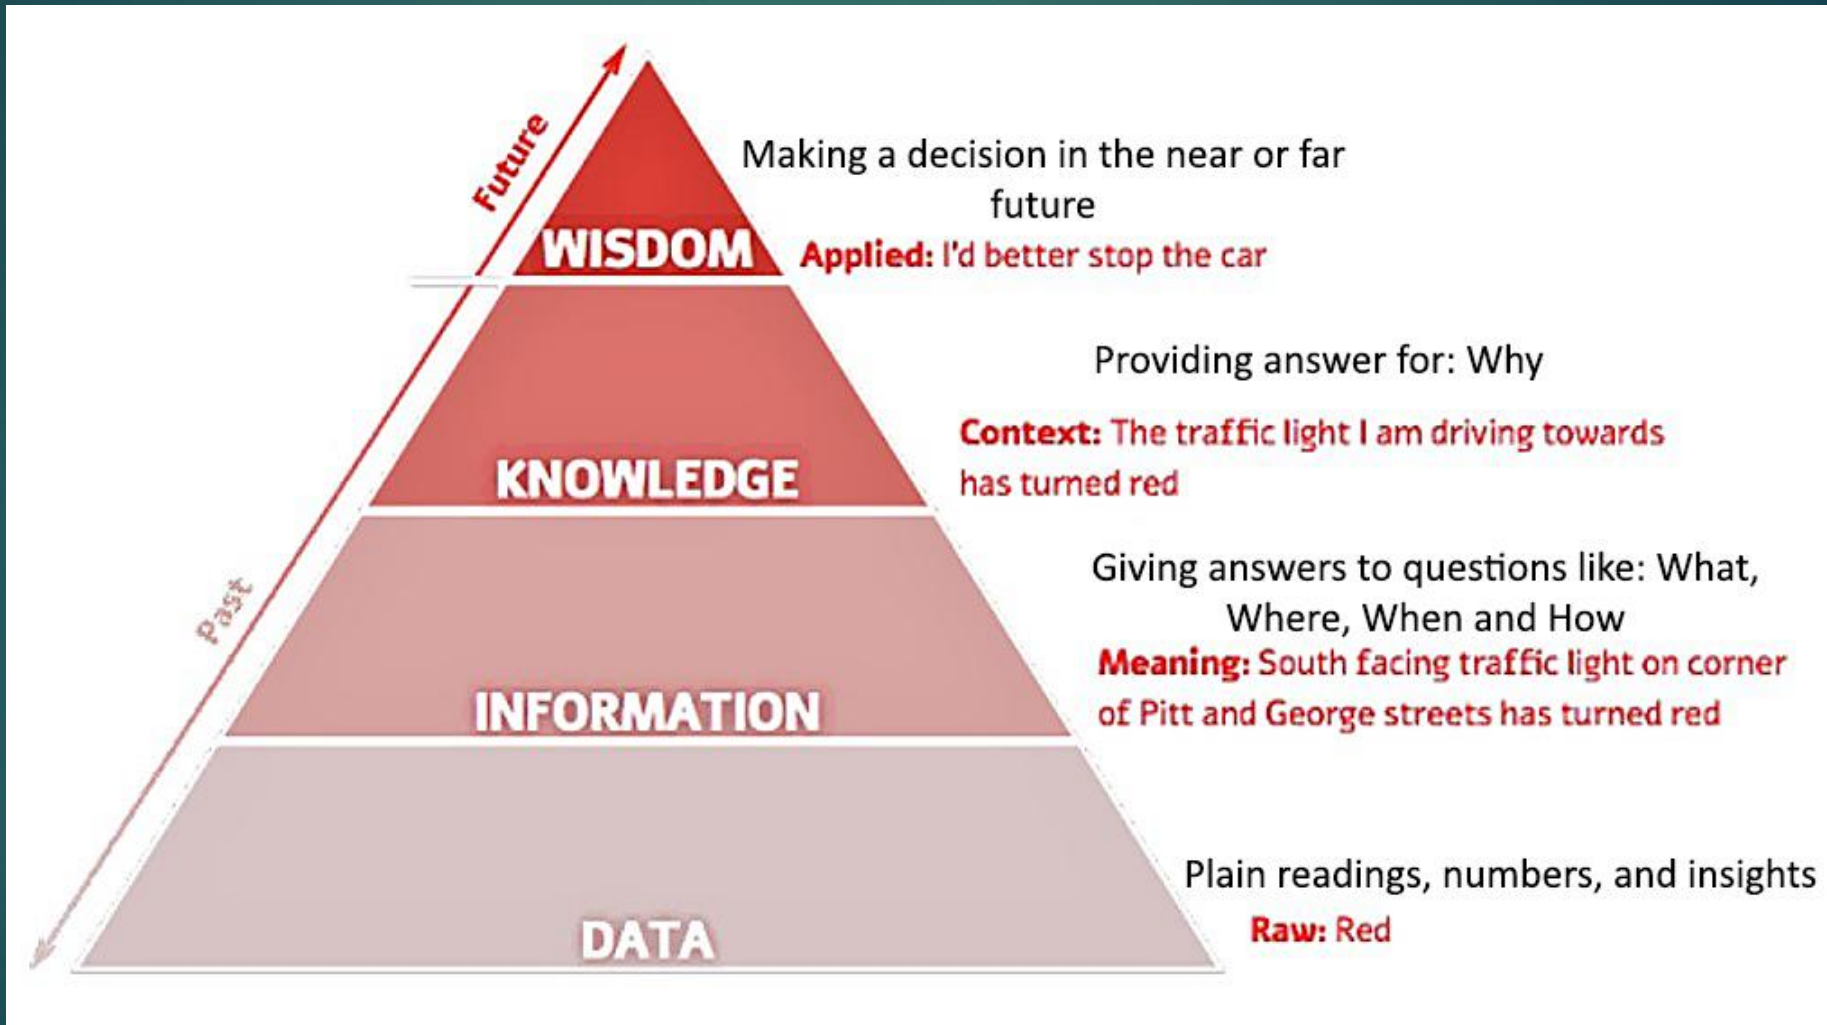 Future
Making a decision in the near or far
future
WISDOM
Applied: I'd better stop the car
Providing answer for: Why
Context: The traffic light I am driving towards
has turned red
KNOWLEDGE
Past
Giving answers to questions like: What,
Where, When and How
Meaning: South facing traffic light on corner
of Pitt and George streets has turned red
INFORMATION
Plain readings, numbers, and insights
Raw: Red
DATA